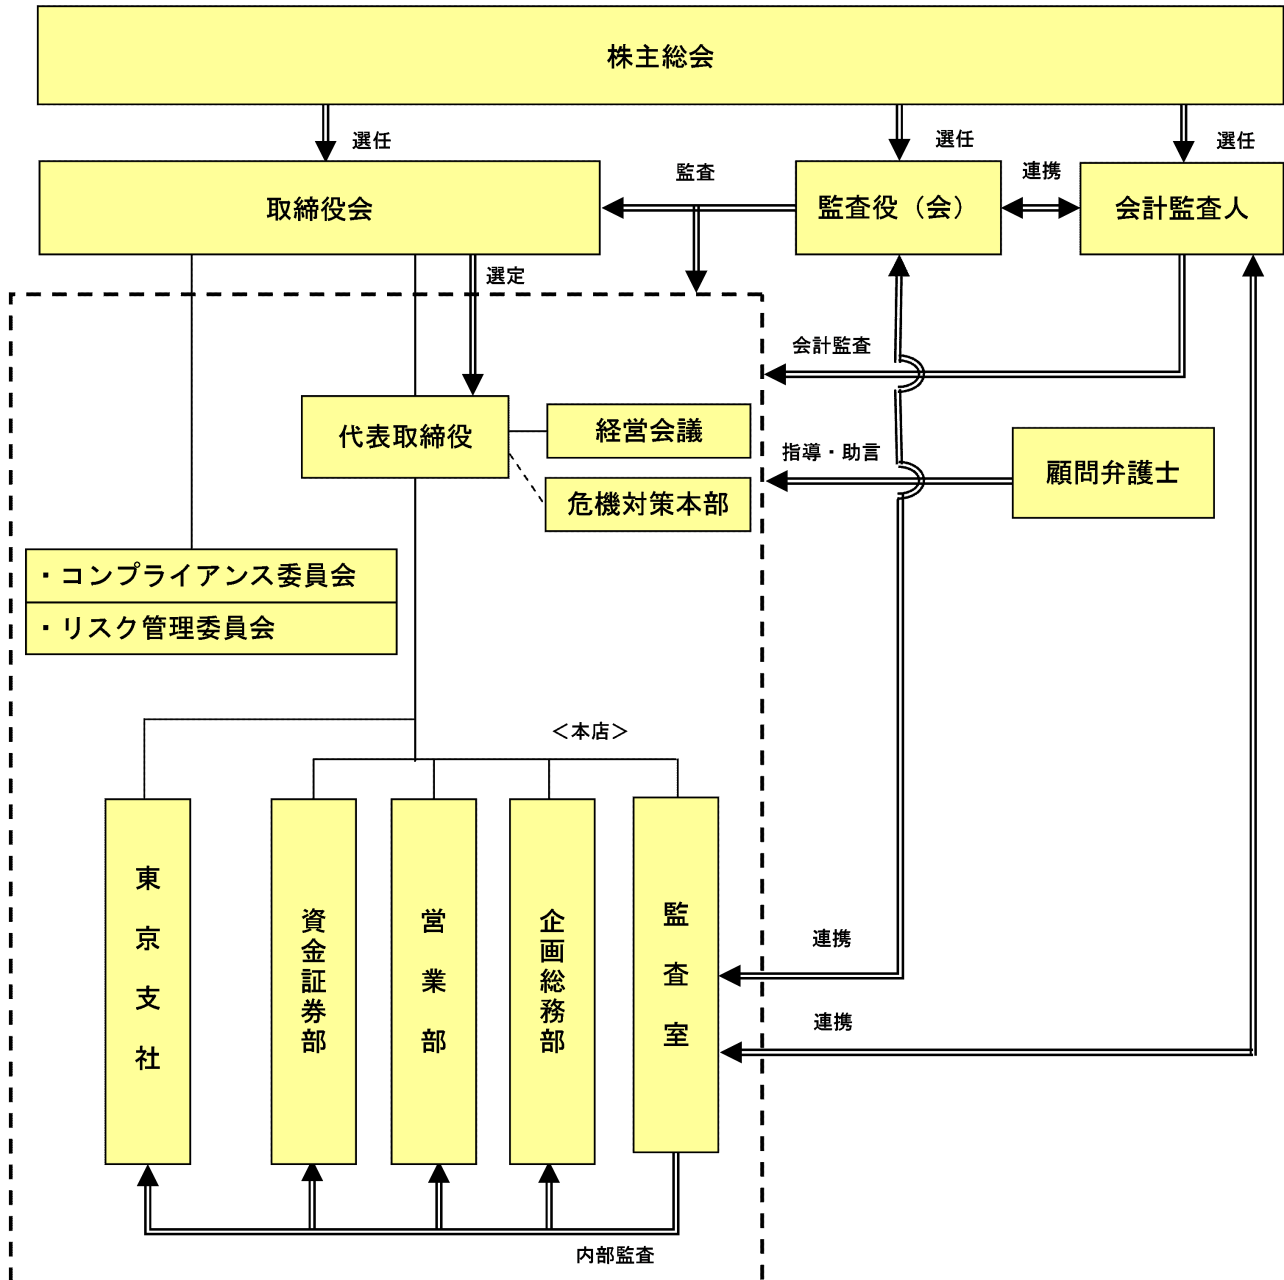 株主総会
選任
選任
選任
取締役会
監査
監査役（会）
連携
会計監査人
選定
会計監査
代表取締役
経営会議
危機対策本部
指導・助言
顧問弁護士
・コンプライアンス委員会
・リスク管理委員会
＜本店＞
東京支社
資金証券部
営業部
企画総務部
監査室
連携
連携
内部監査